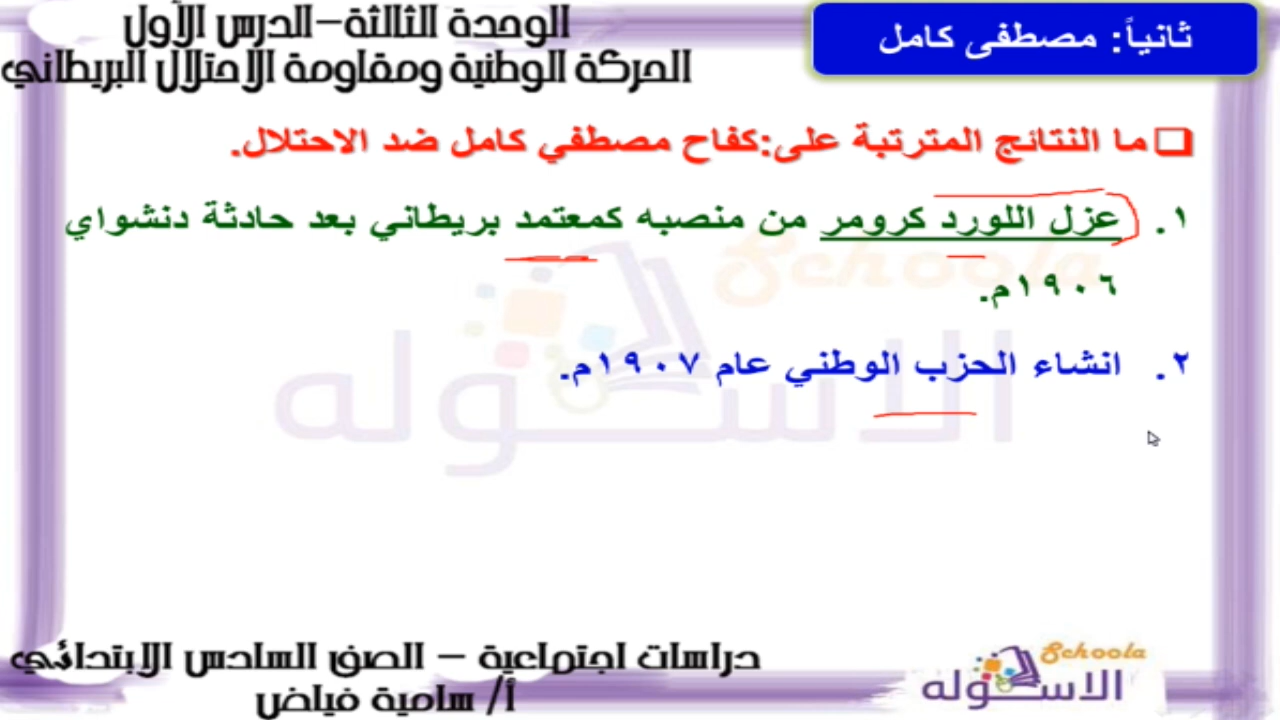 الوحدة الثالثة-الدرس الأول
الحركة الوطنية ومقاومة الاحتلال البريطاني
ثانياً: مصطفى كامل
❑ ما النتائج المترتبة على:كفاح مصطفي كامل ضد الاحتلال.
١. عزل اللورد كرومر من منصبه كمعتمد بريطاني بعد حادثة دنشواي
١٩٠٦م.
٢. انشاء الحزب الوطني عام ١٩٠٧م.
Schoola
الاسكوله
دراسات اجتماعية – الصف السادس الابتدائي
أ/ سامية فياض
Schoola
الاسكوله